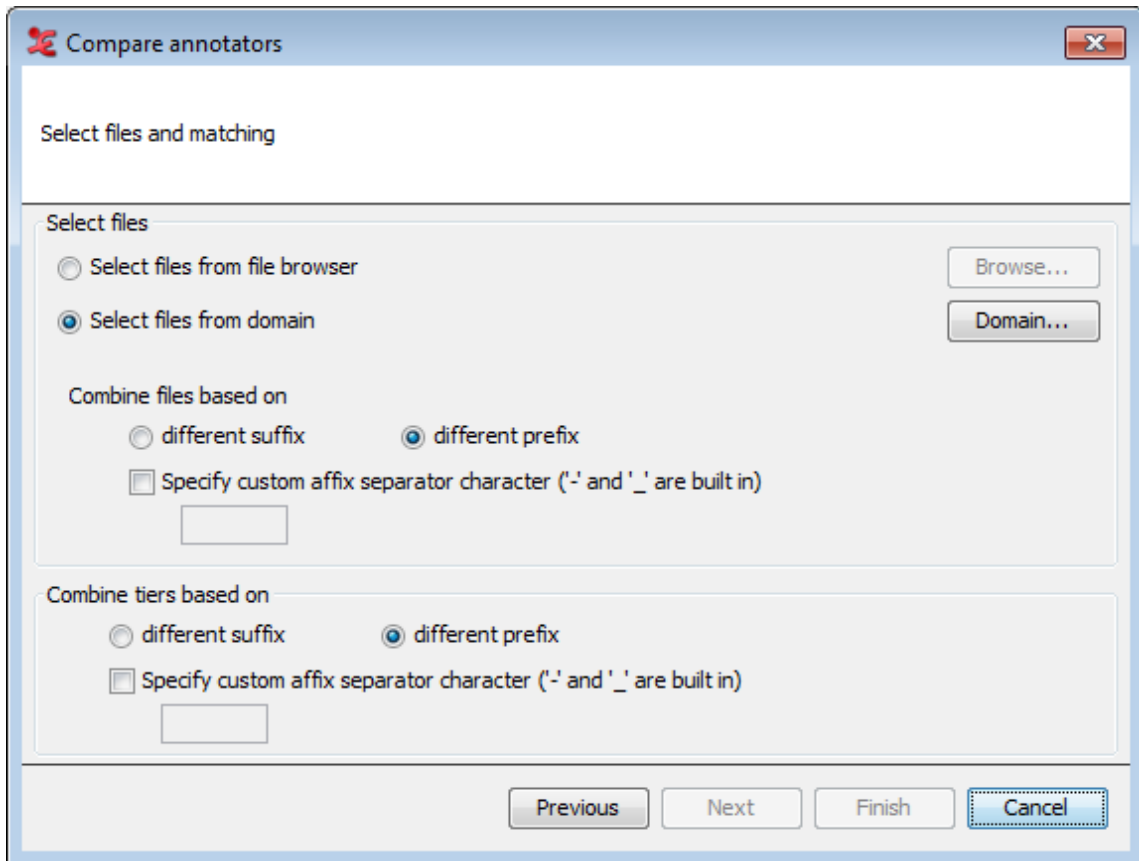 Compare annotators
Select files and matching
Select files
Select files from file browser
Browse...
Select files from domain
Domain...
Combine files based on
different suffix different prefix
Specify custom affix separator character ('-' and '_' are built in)
Combine tiers based on
different suffix different prefix
Specify custom affix separator character ('-' and '_' are built in)
Previous Next Finish Cancel